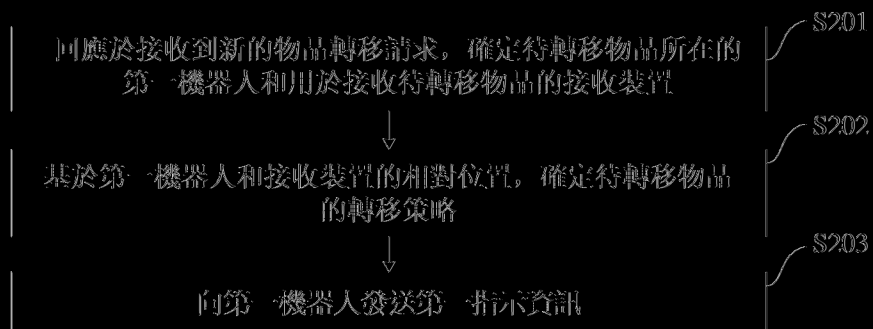 S201
回應於接收到新的物品轉移請求，確定待轉移物品所在的
第一機器人和用於接收待轉移物品的接收裝置
S202
基於第一機器人和接收裝置的相對位置，確定待轉移物品
的轉移策略
S203
向第一機器人發送第一指示資訊